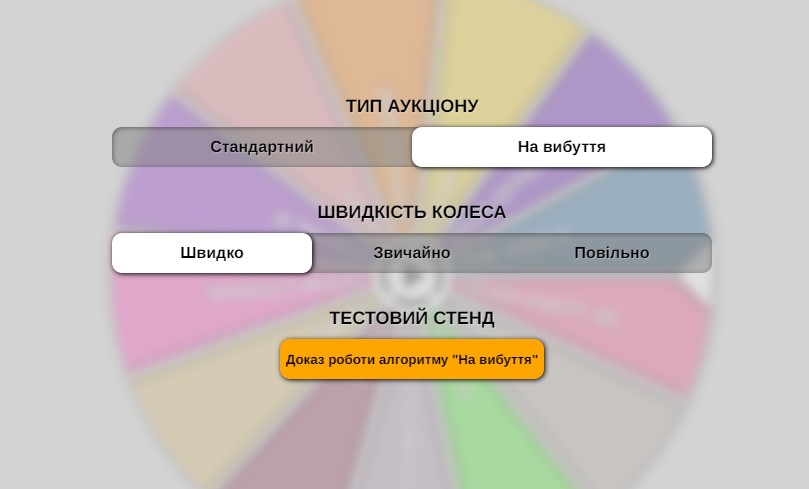 ТИП АУКЦІОНУ
Стандартний На вибуття
ШВИДКІСТЬ КОЛЕСА
Швидко Звичайно Повільно
ТЕСТОВИЙ СТЕНД
Доказ роботи алгоритму "На вибуття"